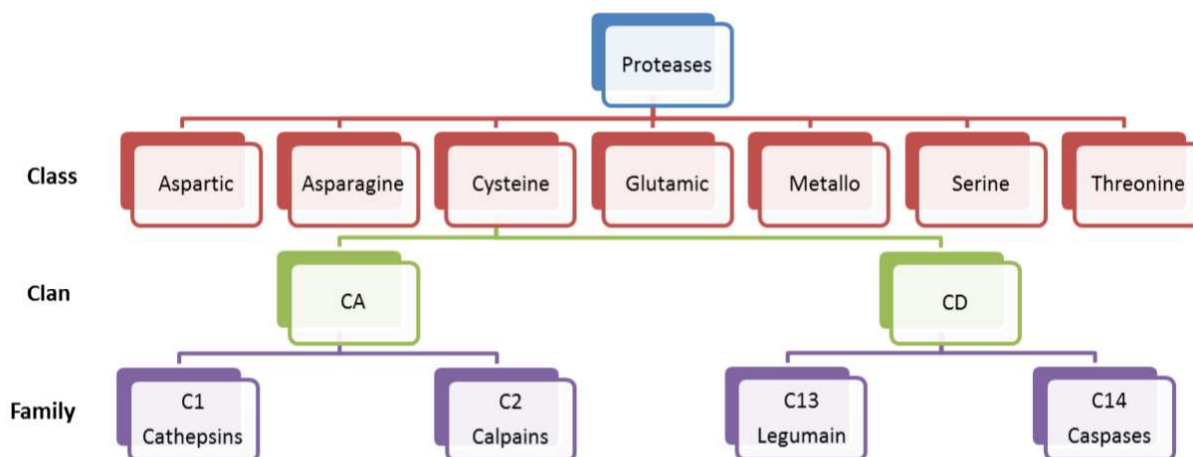 Proteases
Class
Aspartic
Asparagine
Cysteine
Glutamic
Metallo
Serine
Threonine
Clan
CA
CD
Family
C1
Cathepsins
C2
Calpains
C13
Legumain
C14
Caspases